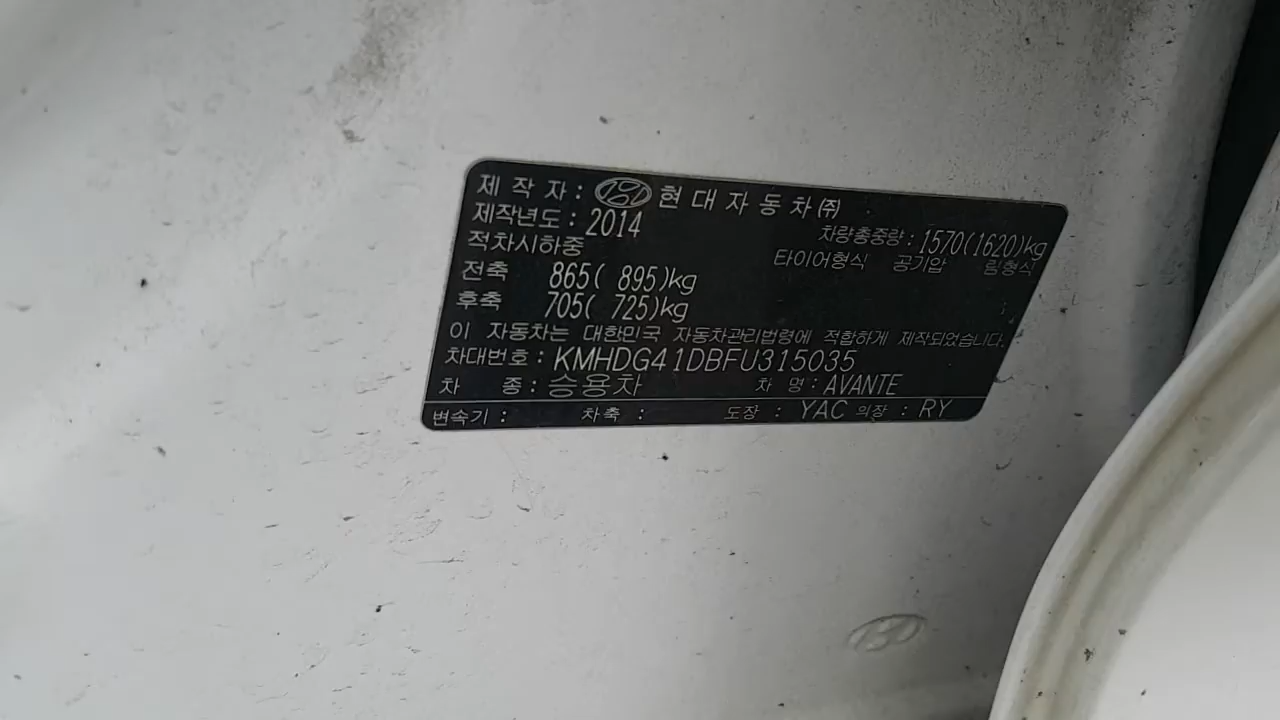 제 작 자 : 현 대 자 동 차 ㈜
제작년도 : 2014
차량총중량 : 1570(1620)kg
적차시하중
타이어형식 공기압 림형식
전축 865( 895)kg
후축 705( 725)kg
이 자동차는 대한민국 자동차관리법령에 적합하게 제작되었습니다.
차대번호 : KMHDG41DBFU315035
차 종 : 승용차 차 명 : AVANTE
변속기 : 차축 : 도장 : YAC 의장 : RY